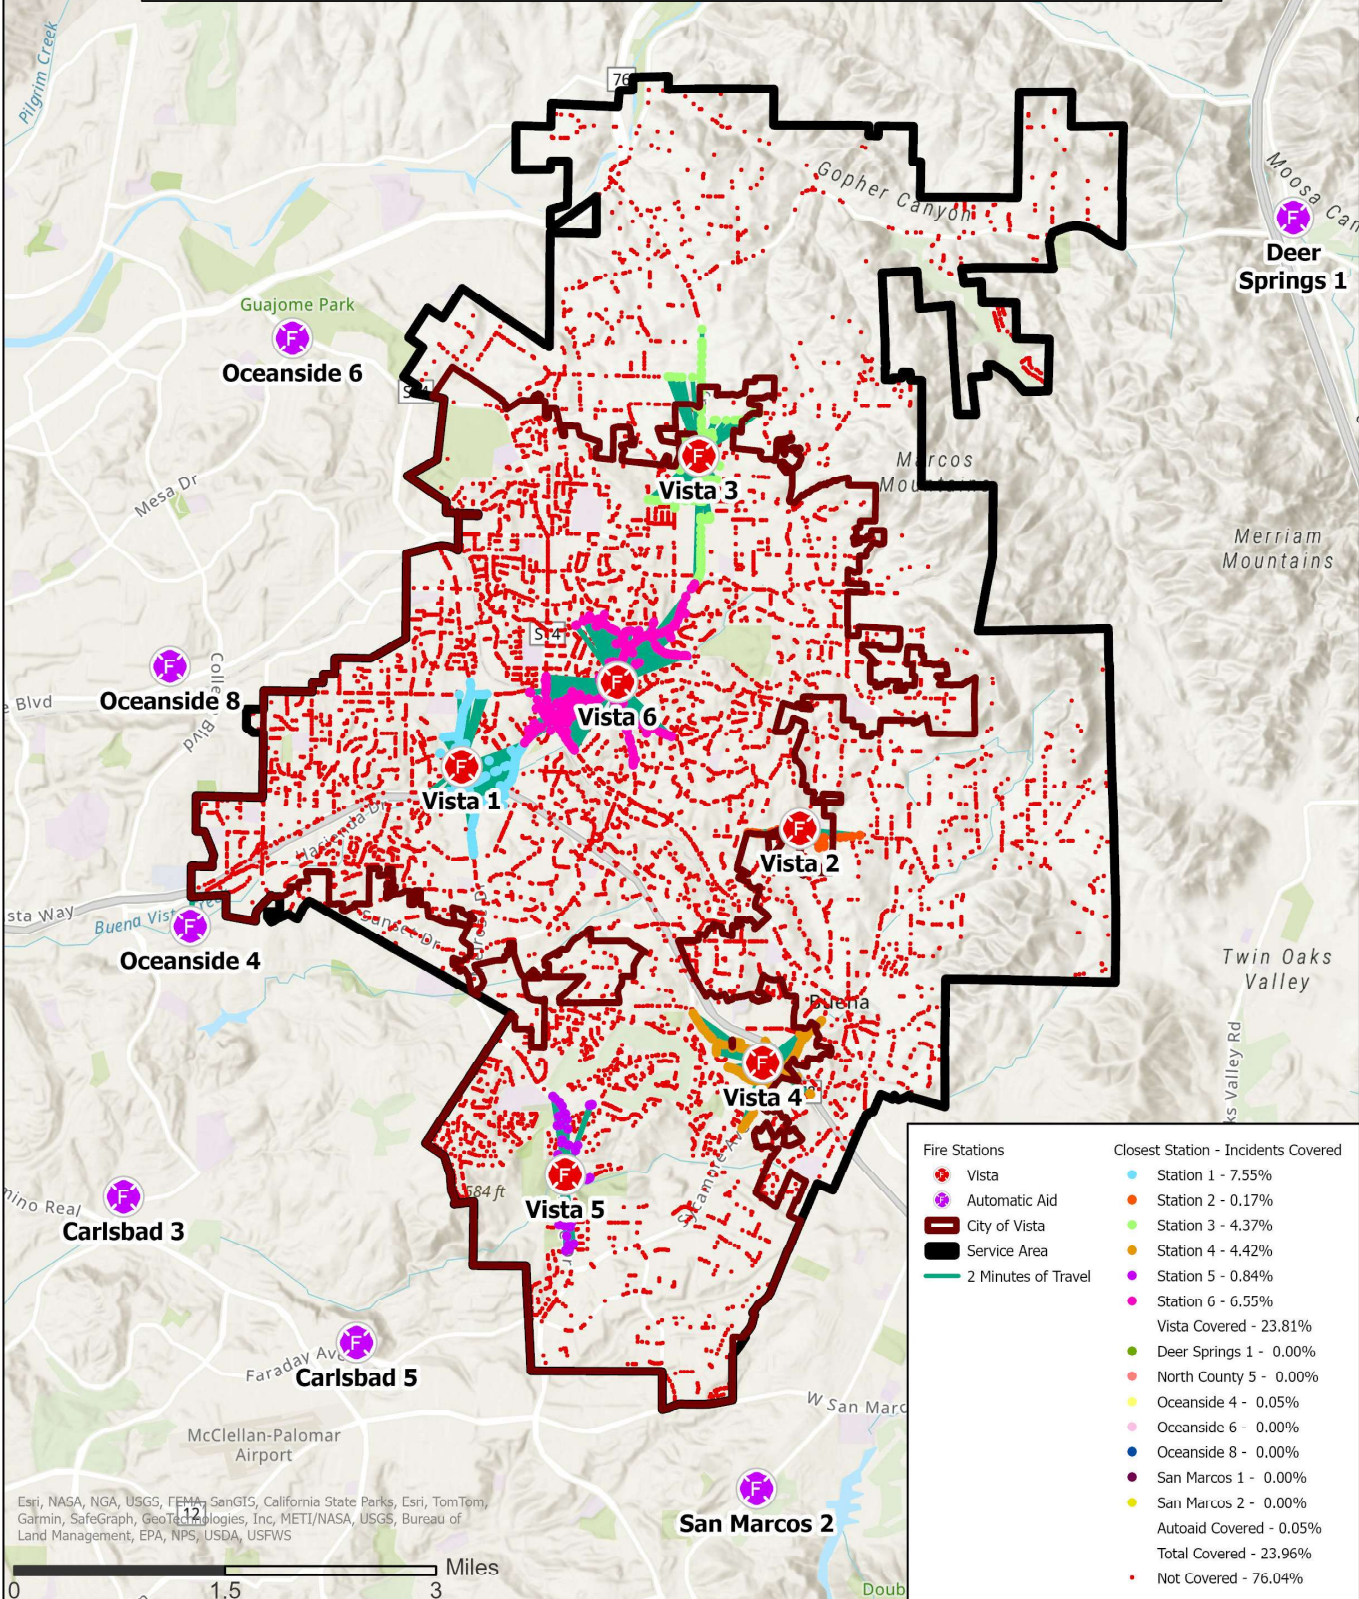 Pilgrim Creek
76
Gopher Canyon
Moosa Can
Deer
Springs 1
Guajome Park
Oceanside 6
Vista 3
Marcos
Mesa Dr
Merriam
Mountains
S 4
Oceanside 8
e Blvd
Blvd
Vista 6
Vista 1
Hacienda Dr
Vista 2
sta Way
Sunset Dr
Oceanside 4
Twin Oaks
Valley
Buena
Vista 4
ks Valley Rd
Sycamore Av
584 ft
Vista 5
mino Real
Carlsbad 3
Faraday Ave
Carlsbad 5
W San Marc
McClellan-Palomar
Airport
San Marcos 2
12
Doub
Fire Stations
Vista
Automatic Aid
City of Vista
Service Area
2 Minutes of Travel
Closest Station - Incidents Covered
Station 1 - 7.55%
Station 2 - 0.17%
Station 3 - 4.37%
Station 4 - 4.42%
Station 5 - 0.84%
Station 6 - 6.55%
Vista Covered - 23.81%
Deer Springs 1 - 0.00%
North County 5 - 0.00%
Oceanside 4 - 0.05%
Oceanside 6 - 0.00%
Oceanside 8 - 0.00%
San Marcos 1 - 0.00%
San Marcos 2 - 0.00%
Autoaid Covered - 0.05%
Total Covered - 23.96%
Not Covered - 76.04%
Esri, NASA, NGA, USGS, FEMA, SanGIS, California State Parks, Esri, TomTom,
Garmin, SafeGraph, GeoTechnologies, Inc, METI/NASA, USGS, Bureau of
Land Management, EPA, NPS, USDA, USFWS
Miles
0 1.5 3